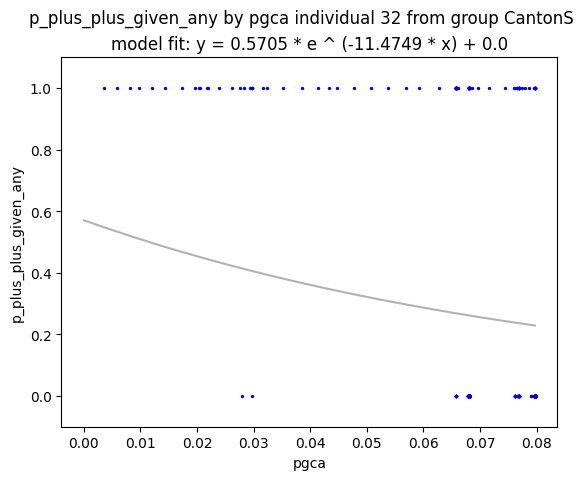 p_plus_plus_given_any by pgca individual 32 from group CantonS
model fit: y = 0.5705 * e ^ (-11.4749 * x) + 0.0
1.0
0.8
0.6
0.4
0.2
0.0
p_plus_plus_given_any
0.00 0.01 0.02 0.03 0.04 0.05 0.06 0.07 0.08
pgca